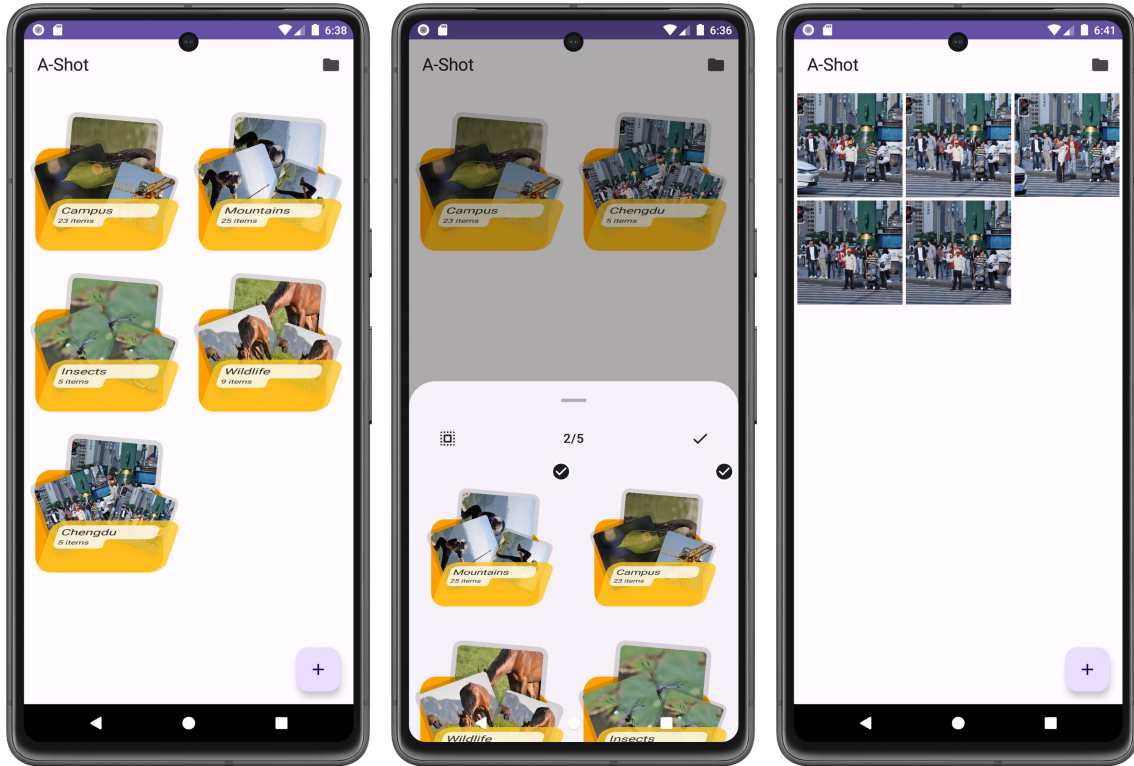 6:38
A-Shot
Campus
23 items
Mountains
25 items
Insects
5 items
Wildlife
9 items
Chengdu
5 items
+
6:36
A-Shot
Campus
23 items
Chengdu
5 items
2/5
Mountains
25 items
Campus
23 items
Wildlife
Insects
6:41
A-Shot
+